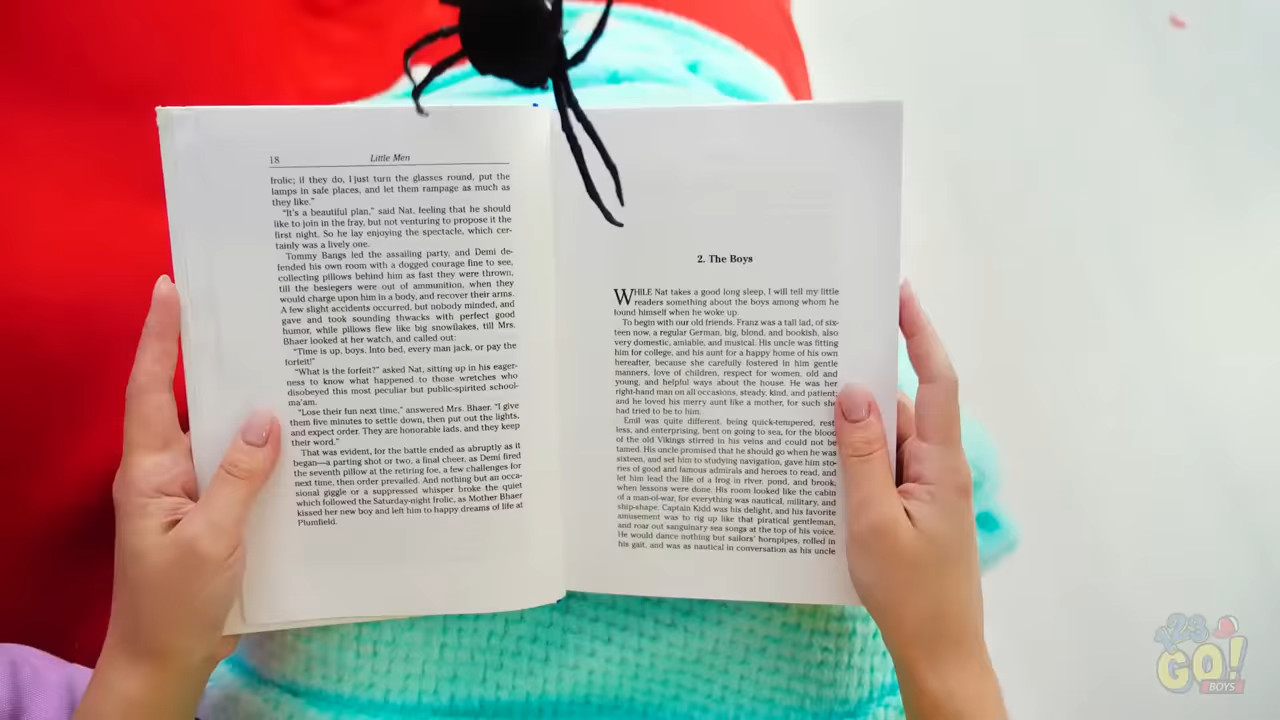 18
Little Men
frolic; if they do, I just turn the glasses round, put the
lamps in safe places, and let them rampage as much as
they like."
"It's a beautiful plan," said Nat, feeling that he should
like to join in the fray, but not venturing to propose it the
first night. So he lay enjoying the spectacle, which cer-
tainly was a lively one.
Tommy Bangs led the assailing party, and Demi de-
fended his own room with a dogged courage fine to see,
collecting pillows behind him as fast they were thrown,
till the besiegers were out of ammunition, when they
would charge upon him in a body, and recover their arms.
A few slight accidents occurred, but nobody minded, and
gave and took sounding thwacks with perfect good
humor, while pillows flew like big snowflakes, till Mrs.
Bhaer looked at her watch, and called out:
"Time is up, boys. Into bed, every man jack, or pay the
forfeit!"
"What is the forfeit?" asked Nat, sitting up in his eager-
ness to know what happened to those wretches who
disobeyed this most peculiar but public-spirited school-
ma'am.
"Lose their fun next time," answered Mrs. Bhaer. "I give
them five minutes to settle down, then put out the lights,
and expect order. They are honorable lads, and they keep
their word."
That was evident, for the battle ended as abruptly as it
began—a parting shot or two, a final cheer, as Demi fired
the seventh pillow at the retiring foe, a few challenges for
next time, then order prevailed. And nothing but an occa-
sional giggle or a suppressed whisper broke the quiet
which followed the Saturday-night frolic, as Mother Bhaer
kissed her new boy and left him to happy dreams of life at
Plumfield.
2. The Boys
WHILE Nat takes a good long sleep, I will tell my little
readers something about the boys among whom he
found himself when he woke up.
To begin with our old friends. Franz was a tall lad, of six-
teen now, a regular German, big, blond, and bookish, also
very domestic, amiable, and musical. His uncle was fitting
him for college, and his aunt for a happy home of his own
hereafter, because she carefully fostered in him gentle
manners, love of children, respect for women, old and
young, and helpful ways about the house. He was her
right-hand man on all occasions, steady, kind, and patient;
and he loved his merry aunt like a mother, for such she
had tried to be to him.
Emil was quite different, being quick-tempered, rest
less, and enterprising, bent on going to sea, for the blood
of the old Vikings stirred in his veins and could not be
tamed. His uncle promised that he should go when he was
sixteen, and set him to studying navigation, gave him sto-
ries of good and famous admirals and heroes to read, and
let him lead the life of a frog in river, pond, and brook,
when lessons were done. His room looked like the cabin
of a man-of-war, for everything was nautical, military, and
ship-shape. Captain Kidd was his delight, and his favorite
amusement was to rig up like that piratical gentleman,
and roar out sanguinary sea songs at the top of his voice.
He would dance nothing but sailors' hornpipes, rolled in
his gait, and was as nautical in conversation as his uncle
123
GO!
BOYS